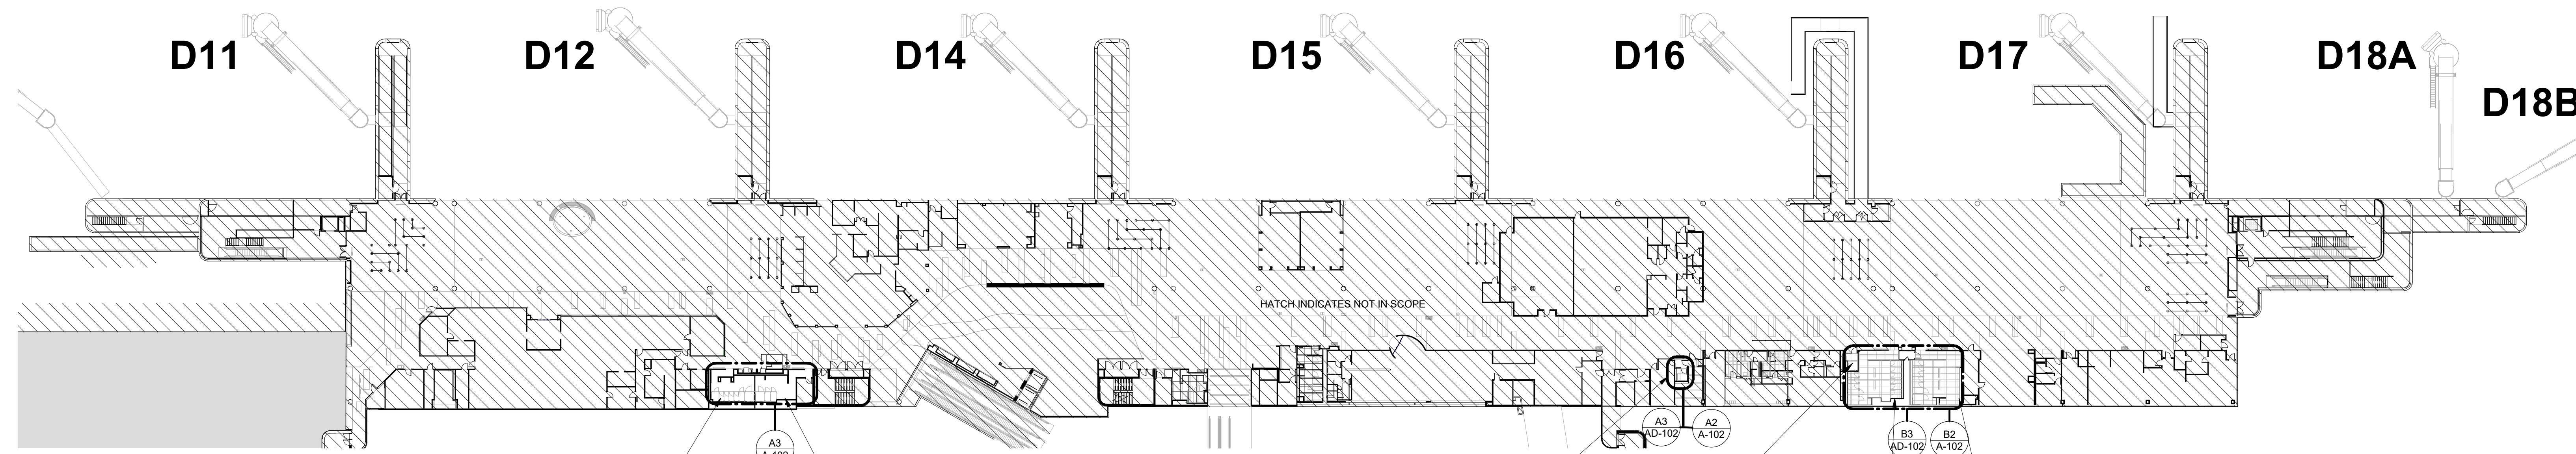 D11
D12
D14
D15
D16
D17
D18A
D18B
HATCH INDICATES NOT IN SCOPE
A3
AD-102
A2
A-102
B3
AD-102
B2
A-102
A3